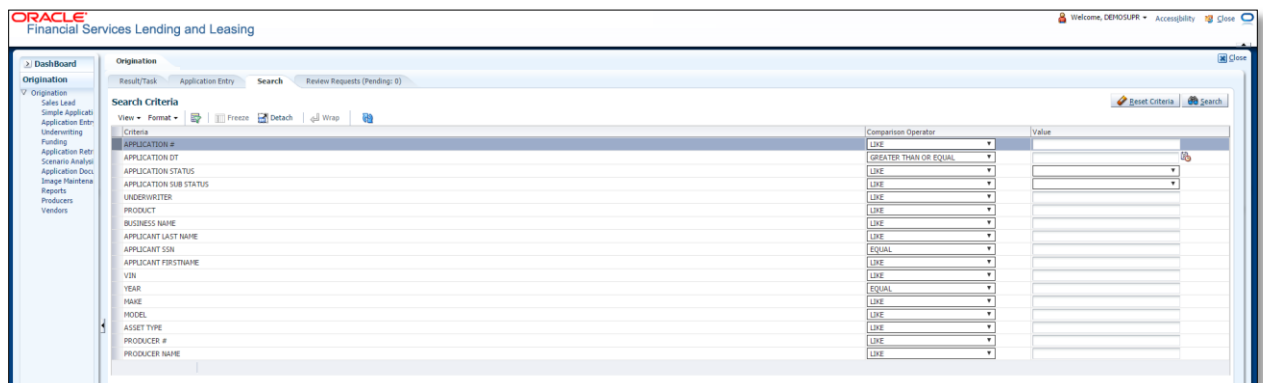 ORACLE'
Financial Services Lending and Leasing
Welcome, DEMOSUPR Accessibility Close
DashBoard
Origination
Origination
Sales Lead
Simple Applicati
Application Entry
Underwriting
Funding
Application Retr
Scenario Analysi
Application Docu
Image Maintena
Reports
Producers
Vendors
Origination
Close
Result/Task Application Entry Search Review Requests (Pending: 0)
Search Criteria
Reset Criteria Search
View Format Freeze Detach Wrap
Criteria Comparison Operator Value
APPLICATION # LIKE
APPLICATION DT GREATER THAN OR EQUAL
APPLICATION STATUS LIKE
APPLICATION SUB STATUS LIKE
UNDERWRITER LIKE
PRODUCT LIKE
BUSINESS NAME LIKE
APPLICANT LAST NAME LIKE
APPLICANT SSN EQUAL
APPLICANT FIRSTNAME LIKE
VIN LIKE
YEAR EQUAL
MAKE LIKE
MODEL LIKE
ASSET TYPE LIKE
PRODUCER # LIKE
PRODUCER NAME LIKE